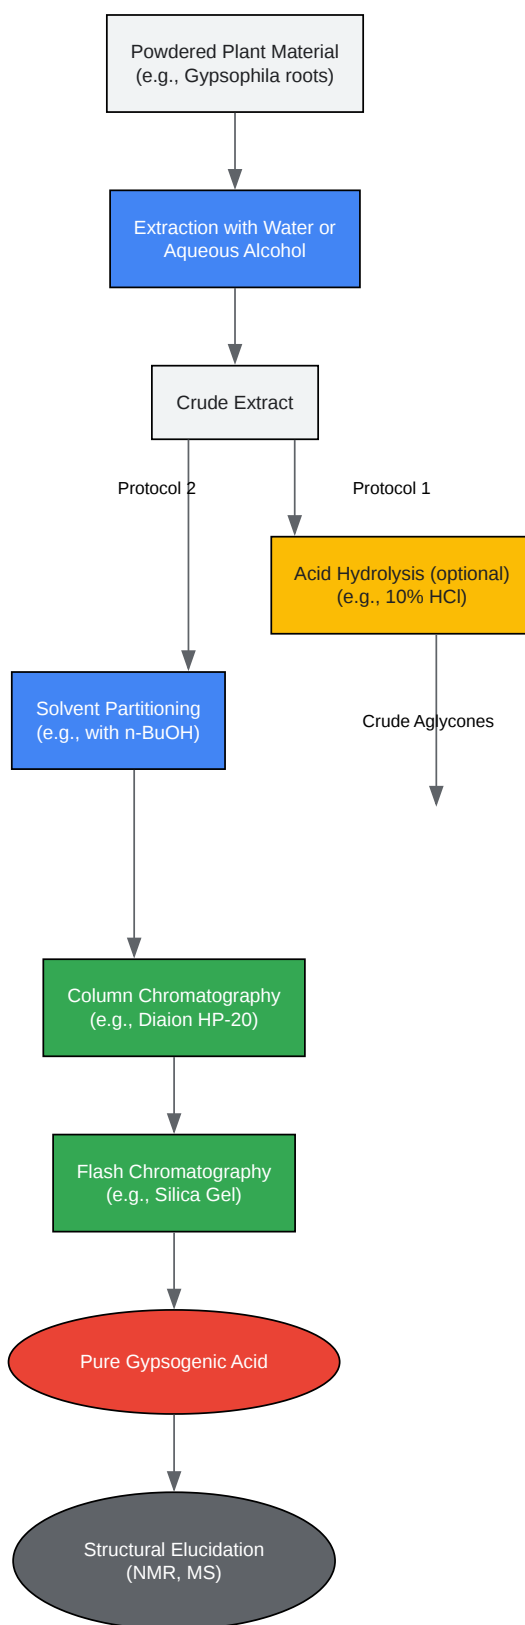 Powdered Plant Material
(e.g., Gypsophila roots)
Extraction with Water or
Aqueous Alcohol
Crude Extract
Protocol 2
Protocol 1
Acid Hydrolysis (optional)
(e.g., 10% HCl)
Solvent Partitioning
(e.g., with n-BuOH)
Crude Aglycones
Column Chromatography
(e.g., Diaion HP-20)
Flash Chromatography
(e.g., Silica Gel)
Pure Gypsogenic Acid
Structural Elucidation
(NMR, MS)